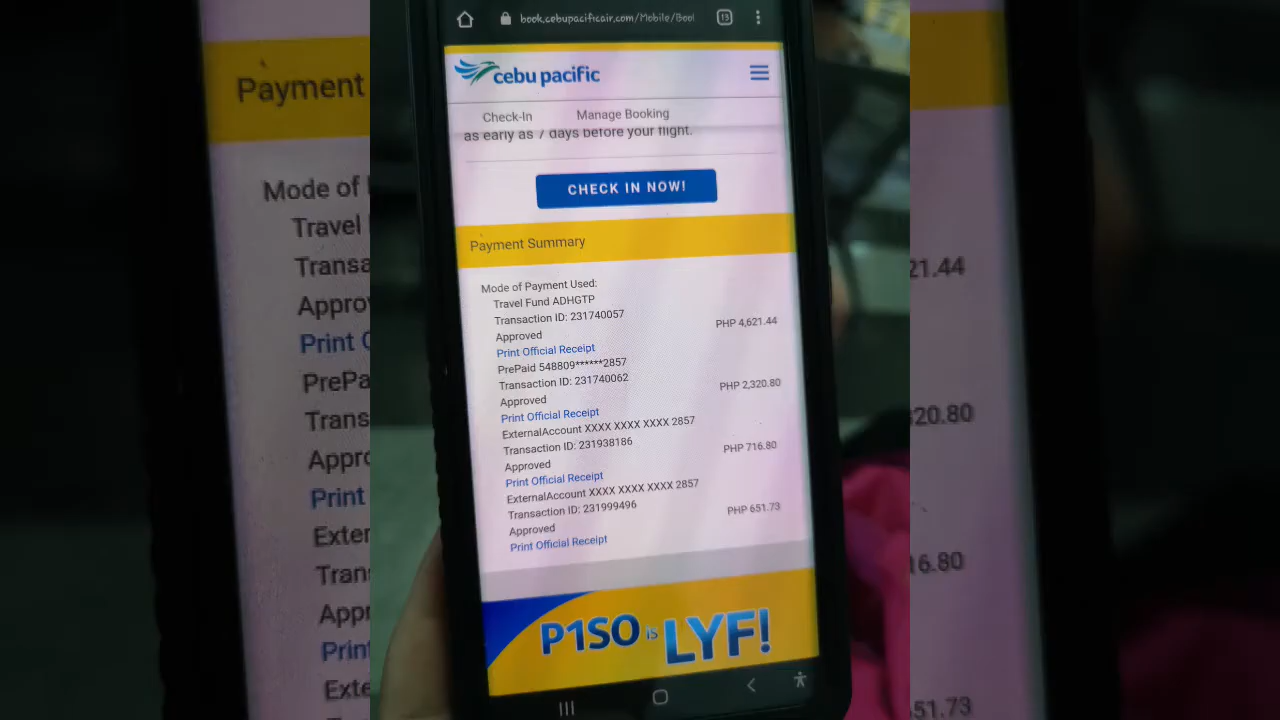 book.cebupacificair.com/Mobile/Bool
13
cebu pacific
Check-In
Manage Booking
as early as 7 days before your flight.
CHECK IN NOW!
Payment Summary
Mode of Payment Used:
Travel Fund ADHGTP
Transaction ID: 231740057
PHP 4,621.44
Approved
Print Official Receipt
PrePaid 548809******2857
Transaction ID: 231740062
PHP 2,320.80
Approved
Print Official Receipt
ExternalAccount XXXX XXXX XXXX 2857
Transaction ID: 231938186
PHP 716.80
Approved
Print Official Receipt
ExternalAccount XXXX XXXX XXXX 2857
Transaction ID: 231999496
PHP 651.73
Approved
Print Official Receipt
P1SO is LYF!
Payment
Mode of
Travel
Transa
21.44
Appro
Print
PrePa
Trans
20.80
Appro
Print
Exter
Tran
16.80
Appr
Prin
Exte
51.73